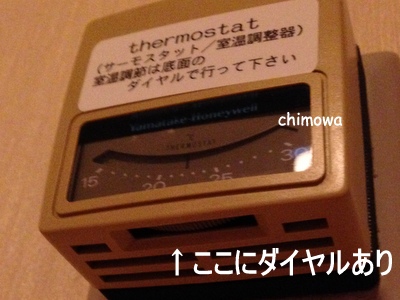 thermostat
(サーモスタット/室温調整器)
室温調節は底面の
ダイヤルで行って下さい
chimowa
Yamatake-Honeywell
°C
THERMOSTAT
15 20 25 30
↑ここにダイヤルあり